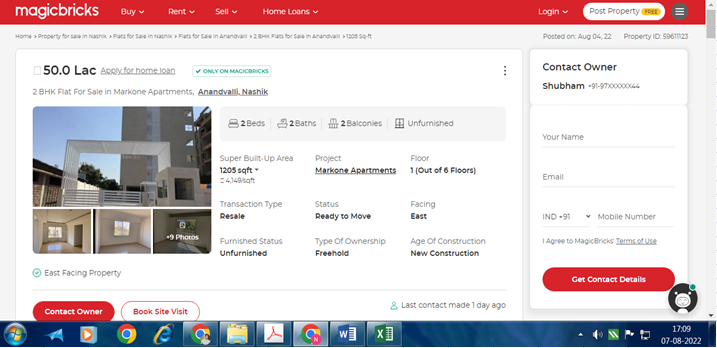 magicbricks
Buy Rent Sell Home Loans Login Post Property FREE
Home > Property for sale in Nashik > Flats for Sale in Nashik > Flats for Sale in Anandvalli > 2 BHK Flats for Sale in Anandvalli > 1205 Sq-ft
Posted on: Aug 04, 22 Property ID: 59611123
50.0 Lac Apply for home loan ONLY ON MAGICBRICKS
2 BHK Flat For Sale in Markone Apartments, Anandvalli, Nashik
2 Beds 2 Baths 2 Balconies Unfurnished
Super Built-Up Area Project Floor
1205 sqft Markone Apartments 1 (Out of 6 Floors)
4,149/sqft
Transaction Type Status Facing
Resale Ready to Move East
+9 Photos
Furnished Status Type Of Ownership Age Of Construction
Unfurnished Freehold New Construction
East Facing Property
Contact Owner Book Site Visit
Last contact made 1 day ago
Contact Owner
Shubham +91-97XXXXXX44
Your Name
Email
IND +91 Mobile Number
I Agree to MagicBricks' Terms of Use
Get Contact Details
17:09
07-08-2022